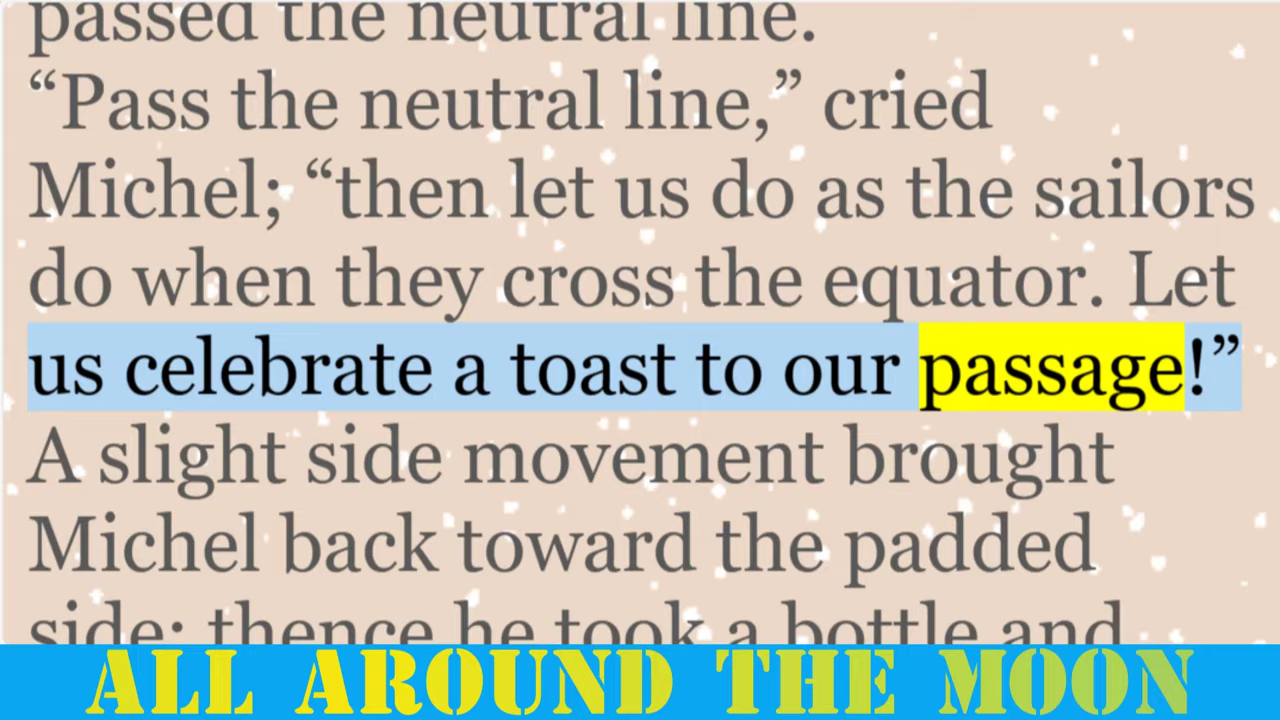 passed the neutral line.
“Pass the neutral line,” cried
Michel; “then let us do as the sailors
do when they cross the equator. Let
us celebrate a toast to our passage!”
A slight side movement brought
Michel back toward the padded
side; thence he took a bottle and
ALL AROUND THE MOON